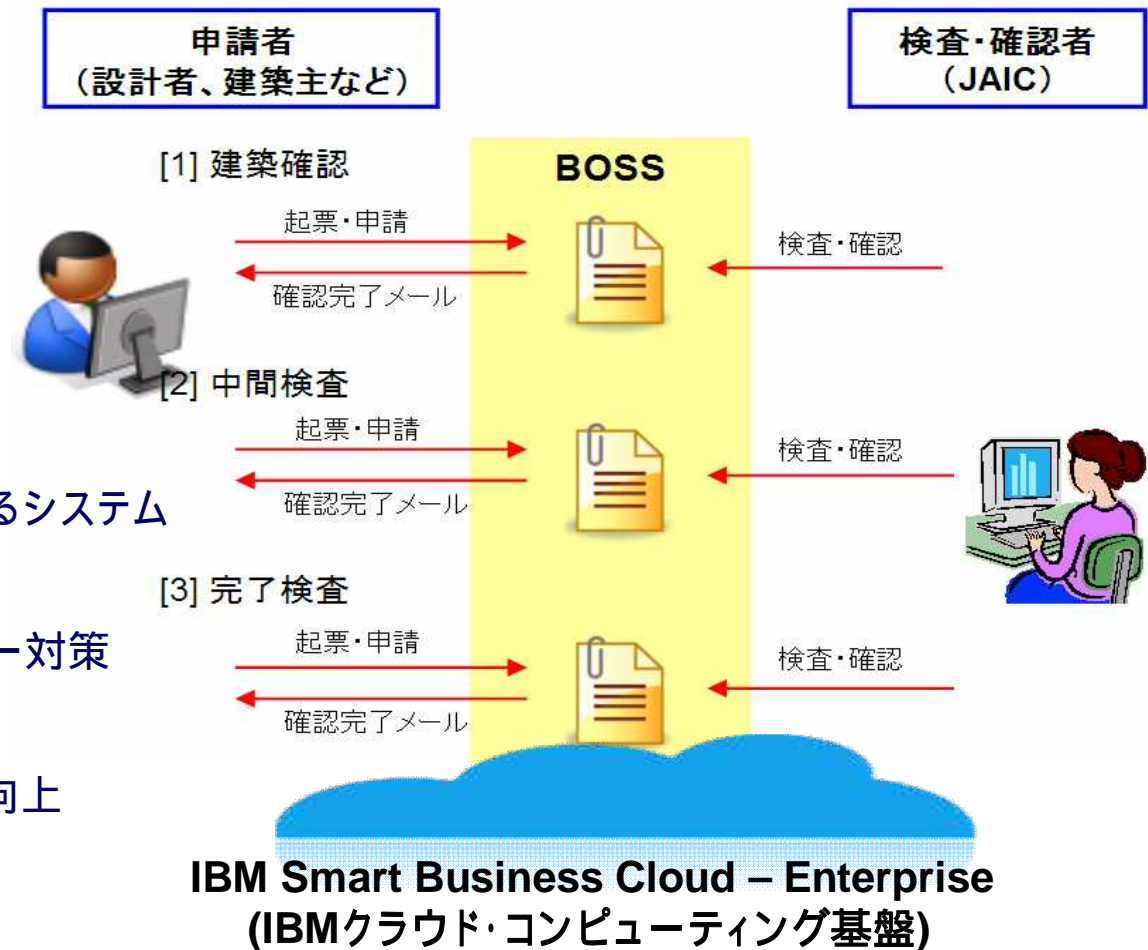 申請者
（設計者、建築主など）
検査･確認者
（JAIC）
[1] 建築確認
BOSS
起票･申請
検査･確認
確認完了メール
[2] 中間検査
起票･申請
検査･確認
確認完了メール
るシステム
[3] 完了検査
起票･申請
ー対策
検査･確認
確認完了メール
向上
IBM Smart Business Cloud – Enterprise
(IBMクラウド･コンピューティング基盤)